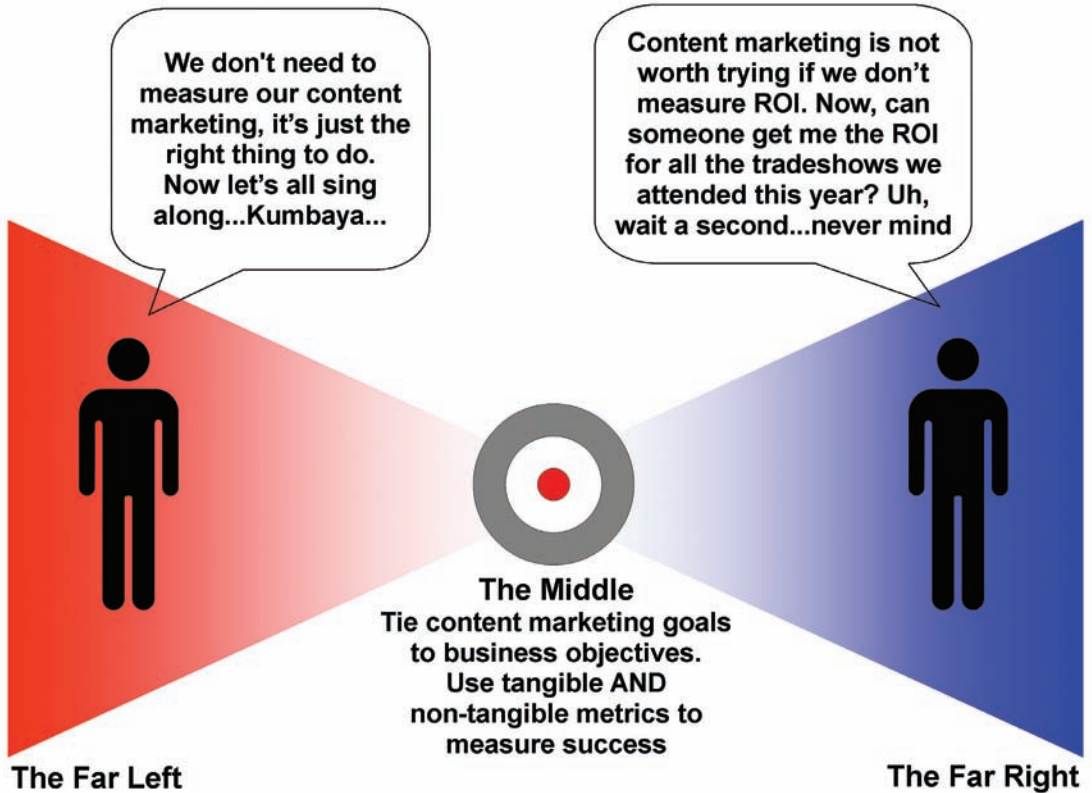 We don't need to
measure our content
marketing, it's just the
right thing to do.
Now let's all sing
along...Kumbaya...
Content marketing is not
worth trying if we don’t
measure ROI. Now, can
someone get me the ROI
for all the tradeshows we
attended this year? Uh,
wait a second...never mind
The Middle
Tie content marketing goals
to business objectives.
Use tangible AND
non-tangible metrics to
measure success
The Far Left
The Far Right